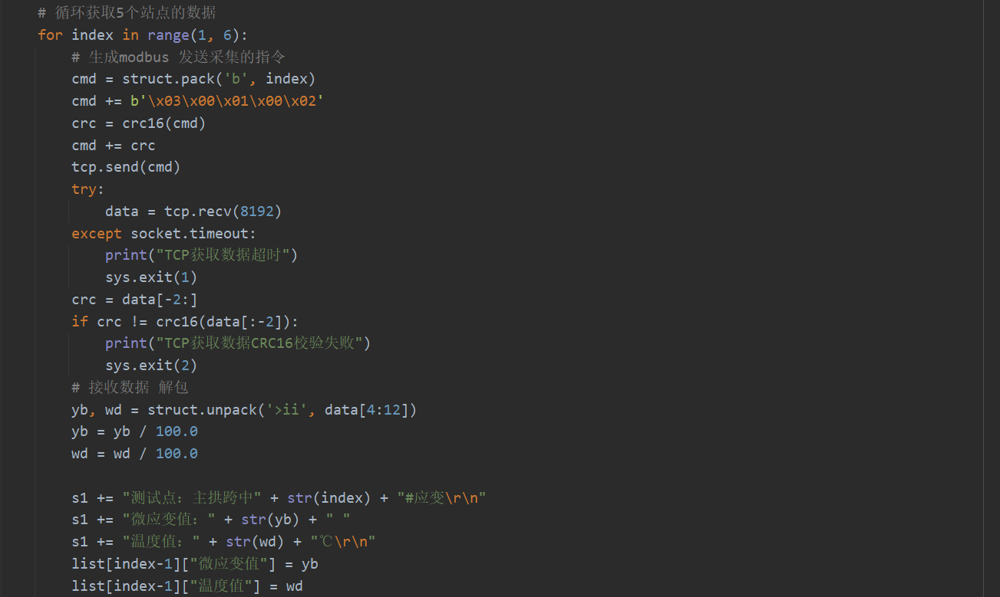 # 循环获取5个站点的数据
for index in range(1, 6):
    # 生成modbus 发送采集的指令
    cmd = struct.pack('b', index)
    cmd += b'\x03\x00\x01\x00\x02'
    crc = crc16(cmd)
    cmd += crc
    tcp.send(cmd)
    try:
        data = tcp.recv(8192)
    except socket.timeout:
        print("TCP获取数据超时")
        sys.exit(1)
    crc = data[-2:]
    if crc != crc16(data[:-2]):
        print("TCP获取数据CRC16校验失败")
        sys.exit(2)
    # 接收数据 解包
    yb, wd = struct.unpack('>ii', data[4:12])
    yb = yb / 100.0
    wd = wd / 100.0

    s1 += "测试点：主拱跨中" + str(index) + "#应变\r\n"
    s1 += "微应变值：" + str(yb) + " "
    s1 += "温度值：" + str(wd) + "℃\r\n"
    list[index-1]["微应变值"] = yb
    list[index-1]["温度值"] = wd